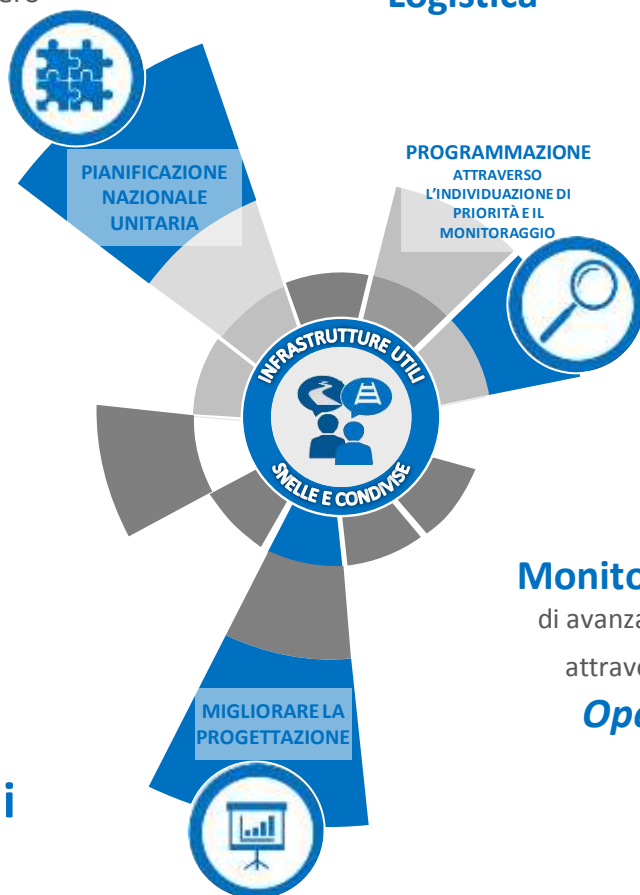 Logistica
PIANIFICAZIONE
NAZIONALE
UNITARIA
PROGRAMMAZIONE
ATTRAVERSO
L'INDIVIDUAZIONE DI
PRIORITÀ E IL
MONITORAGGIO
INFRASTRUTTURE UTILI
SNELLE E CONDIVISE
Monito
di avanza
attrave
Ope
MIGLIORARE LA
PROGETTAZIONE
i